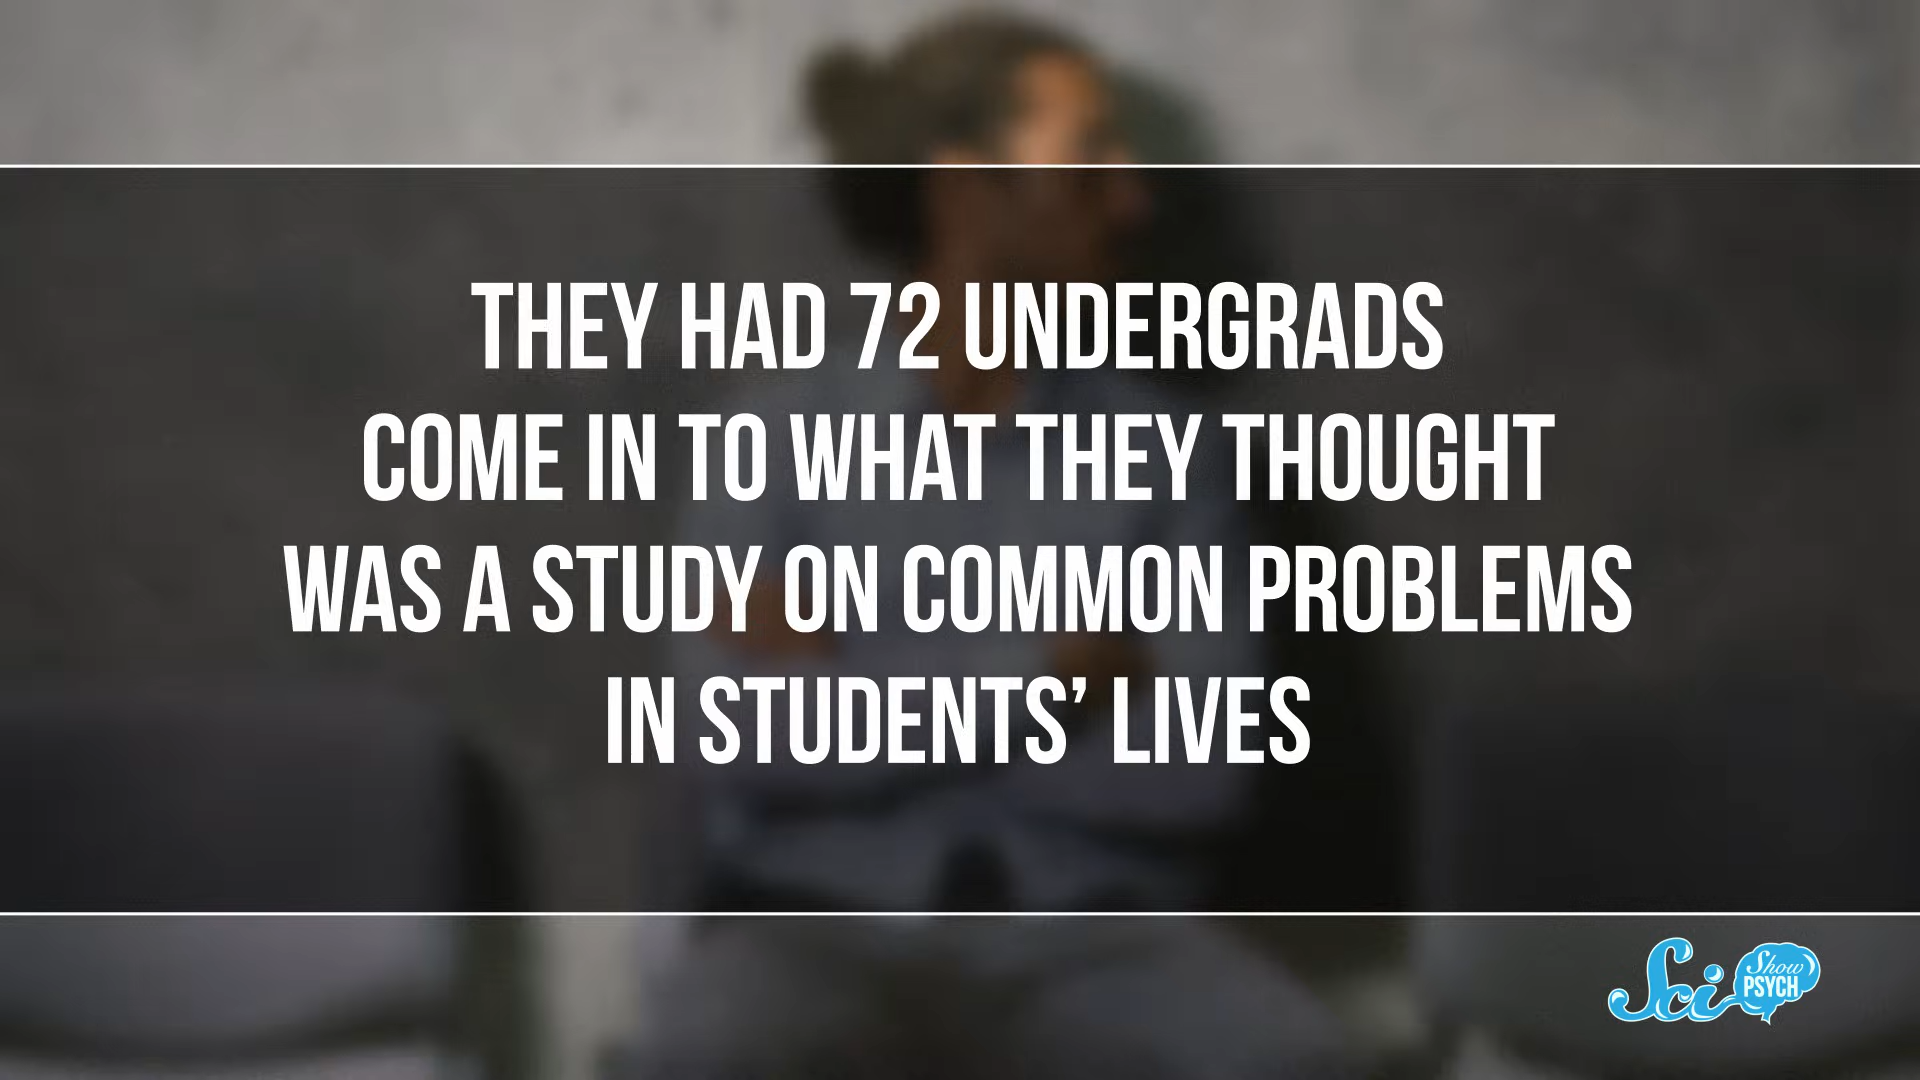 THEY HAD 72 UNDERGRADS
COME IN TO WHAT THEY THOUGHT
WAS A STUDY ON COMMON PROBLEMS
IN STUDENTS’ LIVES
Sci Show
PSYCH